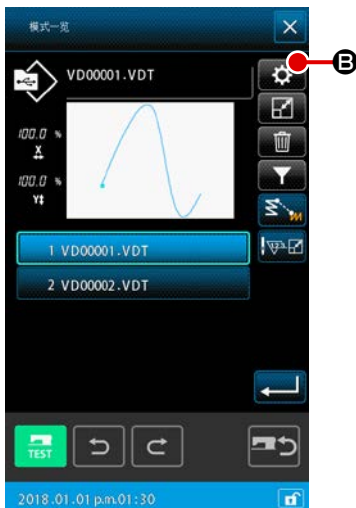 模式一览
B
VD00001.VDT
100.0 %
X
100.0 %
Y
1 VD00001.VDT
2 VD00002.VDT
TEST
2018.01.01 p.m.01:30